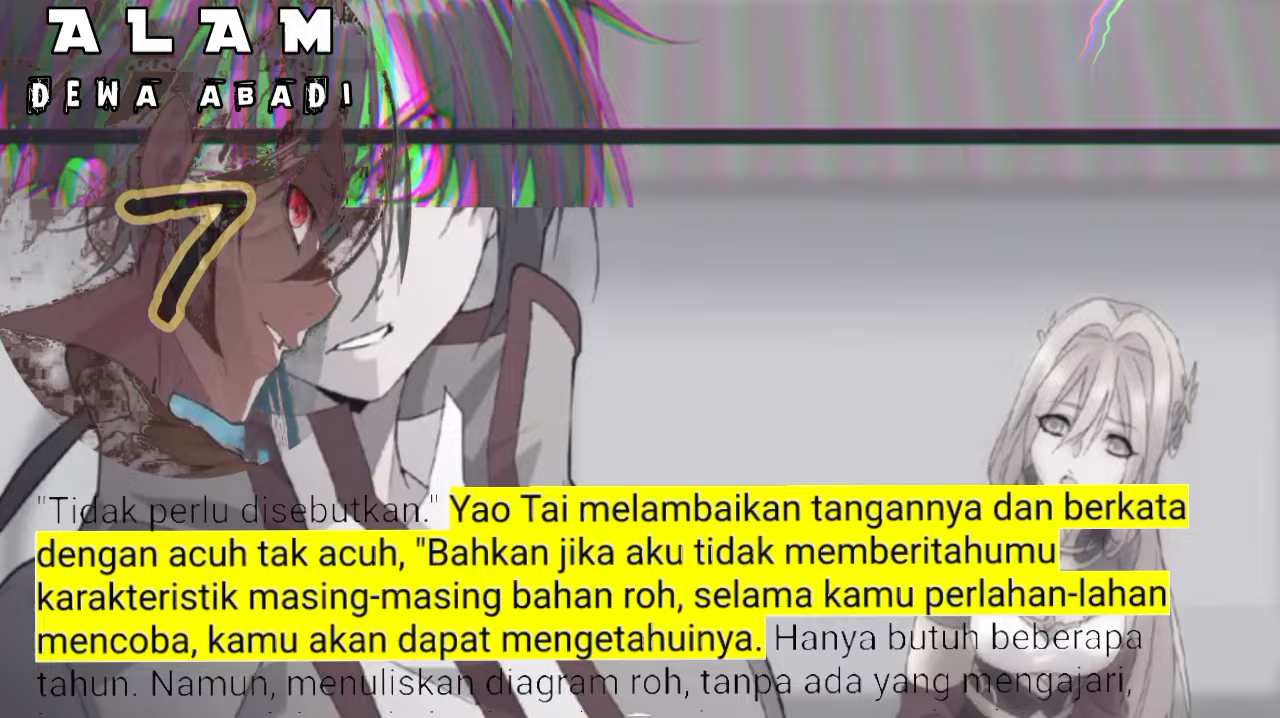 ALAM
DEWA ABADI
7
"Tidak perlu disebutkan." Yao Tai melambaikan tangannya dan berkata
dengan acuh tak acuh, "Bahkan jika aku tidak memberitahumu
karakteristik masing-masing bahan roh, selama kamu perlahan-lahan
mencoba, kamu akan dapat mengetahuinya. Hanya butuh beberapa
tahun. Namun, menuliskan diagram roh, tanpa ada yang mengajari,